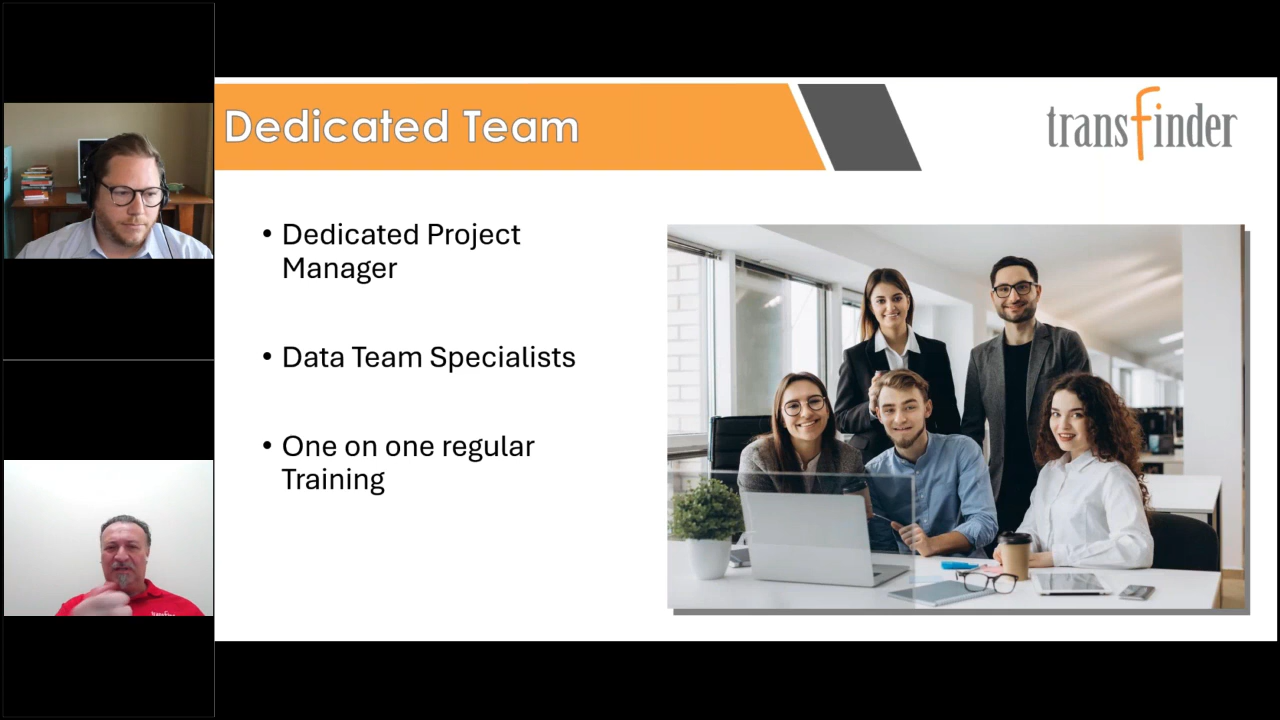 Dedicated Team
transfinder
• Dedicated Project
Manager
• Data Team Specialists
• One on one regular
Training